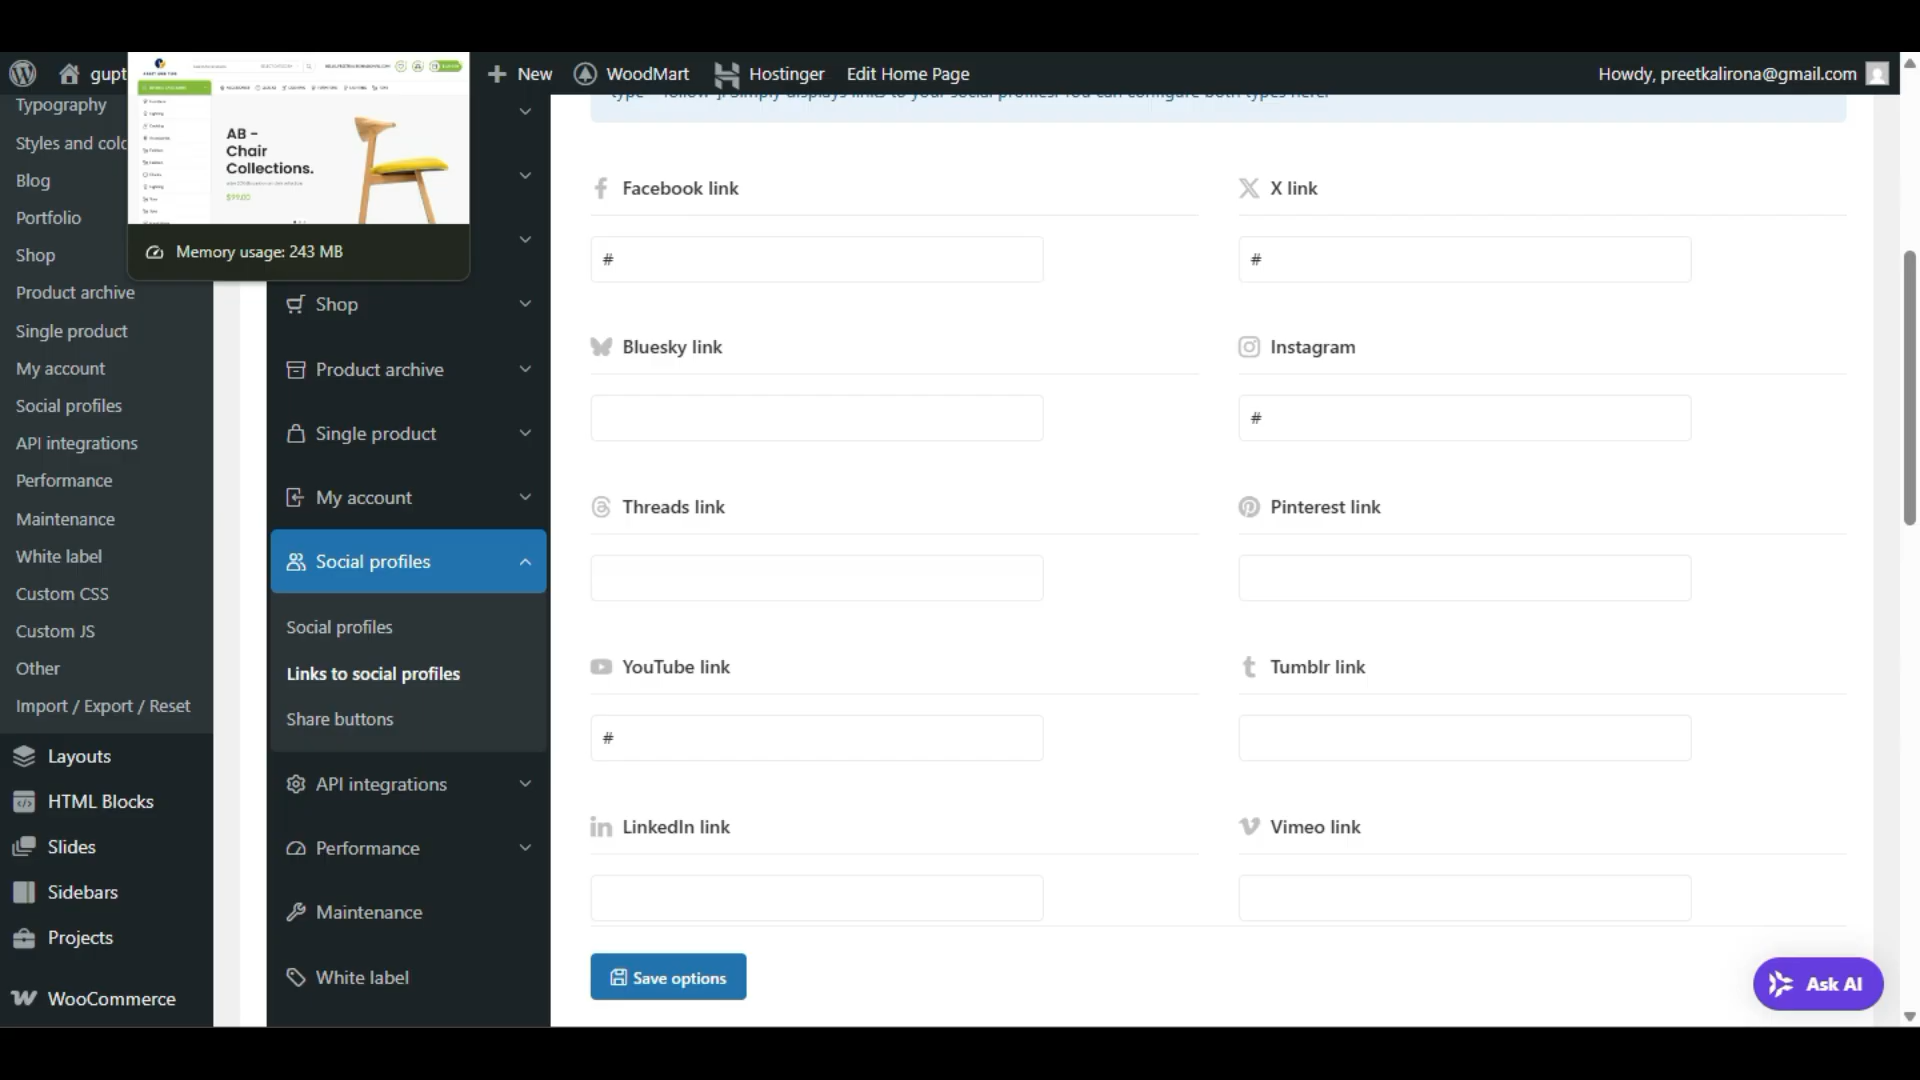 gupt
New
WoodMart
Hostinger
Edit Home Page
Howdy, preetkalirona@gmail.com
Typography
Styles and colo
Blog
Portfolio
Shop
Product archive
Single product
My account
Social profiles
API integrations
Performance
Maintenance
White label
Custom CSS
Custom JS
Other
Import / Export / Reset
Layouts
HTML Blocks
Slides
Sidebars
Projects
WooCommerce
AB -
Chair
Collections.
$99.00
Memory usage: 243 MB
Shop
Product archive
Single product
My account
Social profiles
Social profiles
Links to social profiles
Share buttons
API integrations
Performance
Maintenance
White label
Facebook link
#
X link
#
Bluesky link
Instagram
#
Threads link
Pinterest link
YouTube link
#
Tumblr link
LinkedIn link
Vimeo link
Save options
Ask AI